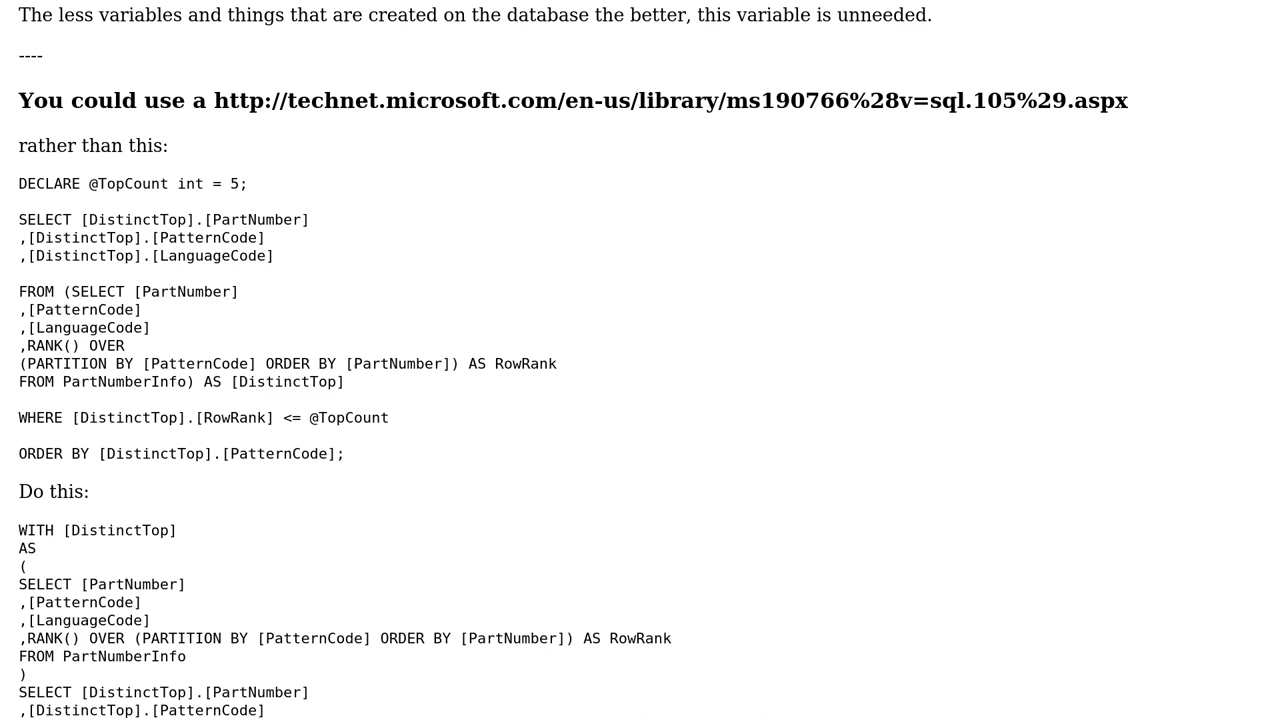 The less variables and things that are created on the database the better, this variable is unneeded.
----
You could use a http://technet.microsoft.com/en-us/library/ms190766%28v=sql.105%29.aspx
rather than this:
DECLARE @TopCount int = 5;
SELECT [DistinctTop].[PartNumber]
,[DistinctTop].[PatternCode]
,[DistinctTop].[LanguageCode]
FROM (SELECT [PartNumber]
,[PatternCode]
,[LanguageCode]
,RANK() OVER
(PARTITION BY [PatternCode] ORDER BY [PartNumber]) AS RowRank
FROM PartNumberInfo) AS [DistinctTop]
WHERE [DistinctTop].[RowRank] <= @TopCount
ORDER BY [DistinctTop].[PatternCode];
Do this:
WITH [DistinctTop]
AS
(
SELECT [PartNumber]
,[PatternCode]
,[LanguageCode]
,RANK() OVER (PARTITION BY [PatternCode] ORDER BY [PartNumber]) AS RowRank
FROM PartNumberInfo
)
SELECT [DistinctTop].[PartNumber]
,[DistinctTop].[PatternCode]